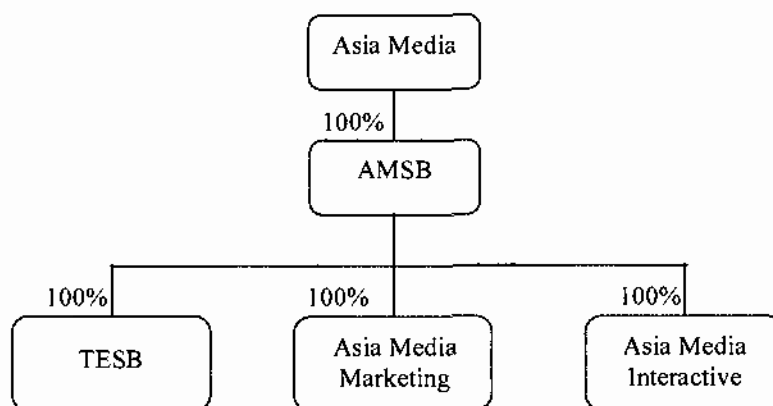 Asia Media
100%
AMSB
100%
100%
100%
TESB
Asia Media
Marketing
Asia Media
Interactive